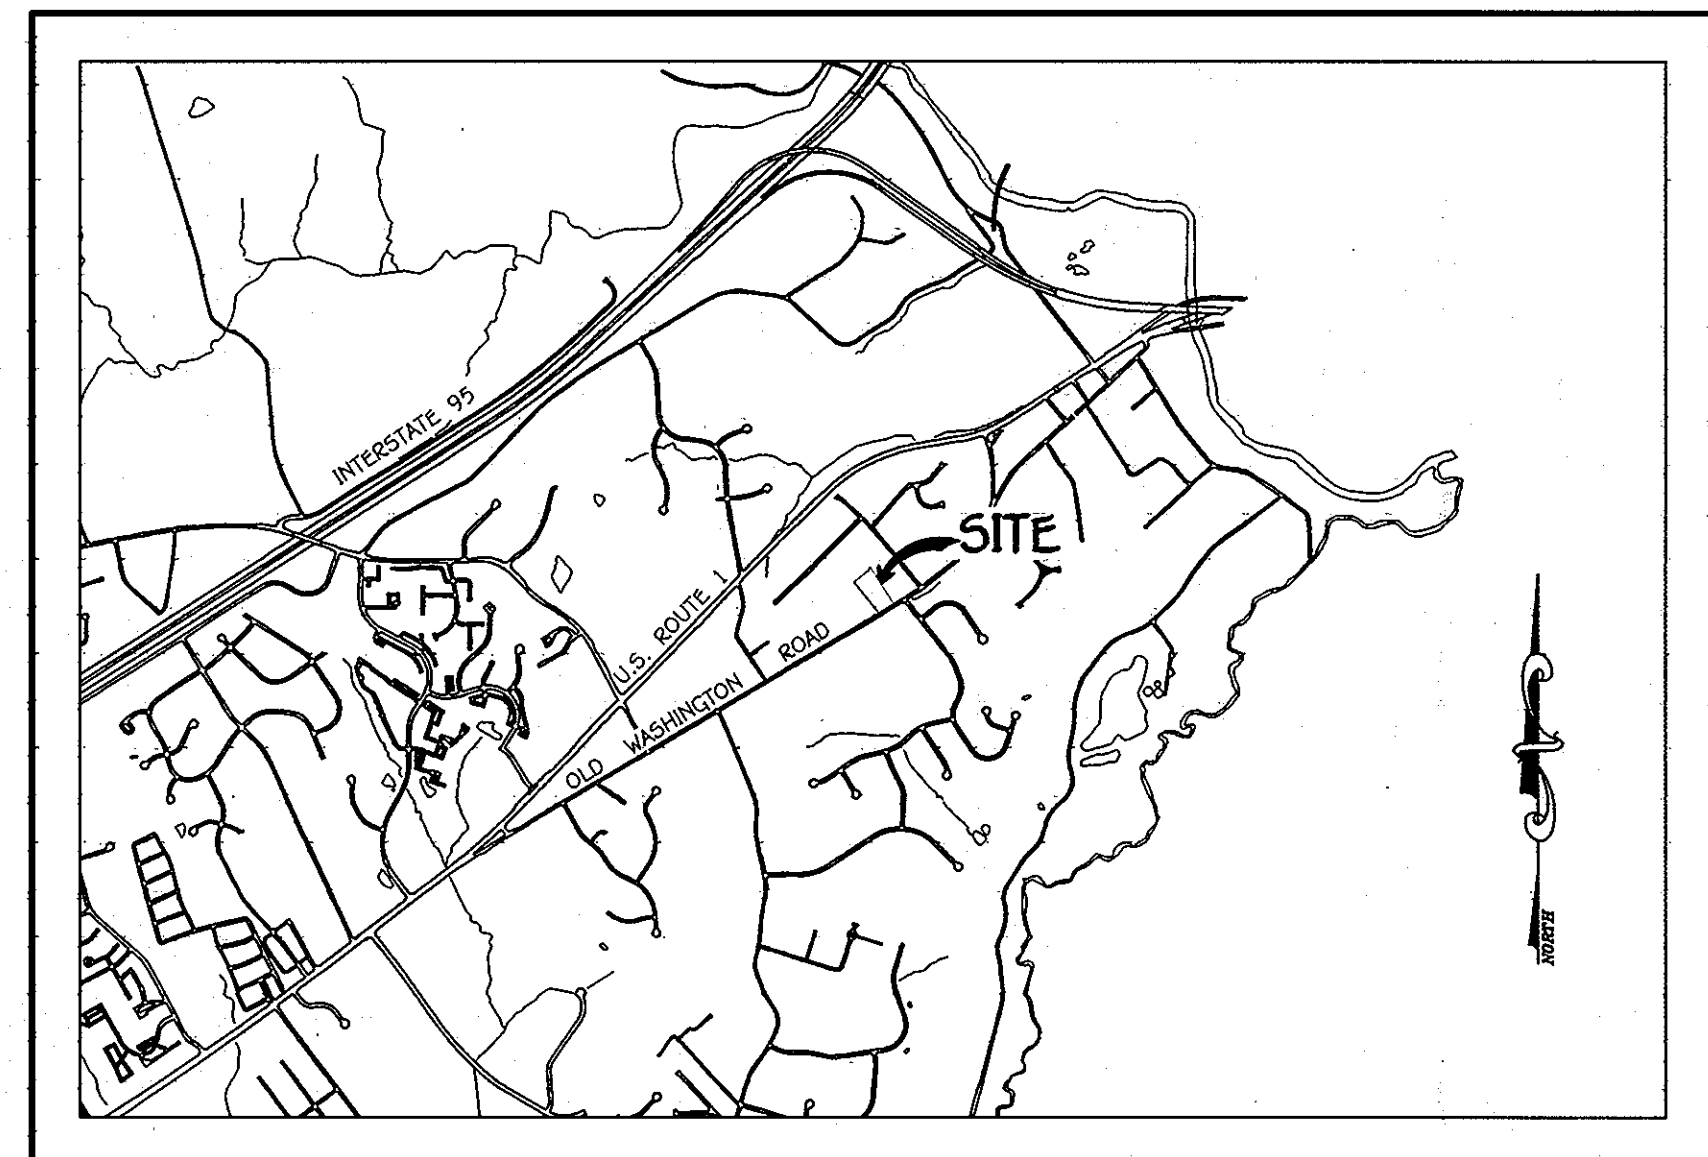 INTERSTATE 95
SITE
U.S. ROUTE 1
OLD WASHINGTON ROAD
NORTH